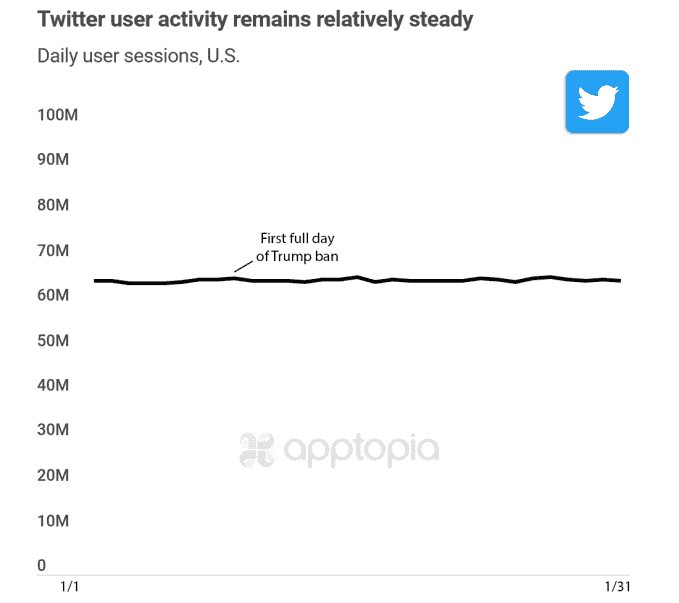 Twitter user activity remains relatively steady
Daily user sessions, U.S.
100M
90M
80M
70M
First full day
of Trump ban
60M
50M
40M
30M
apptopia
20M
10M
0
1/1
1/31